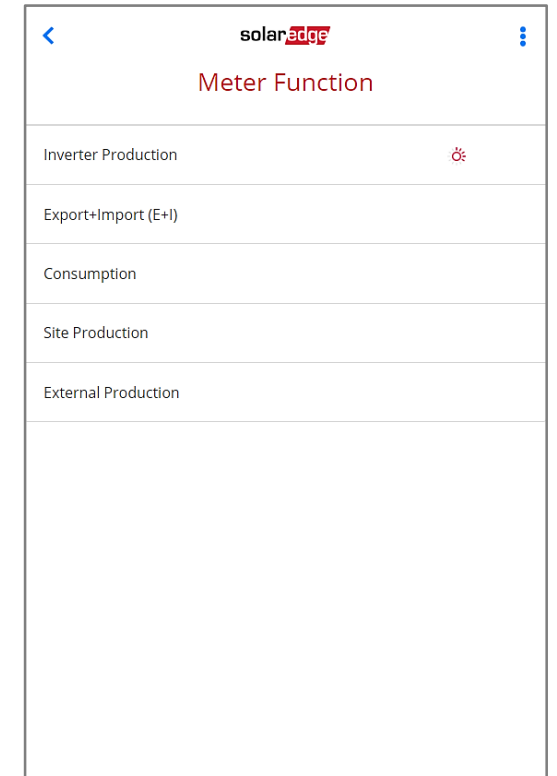 solaredge
Meter Function
Inverter Production
Export+Import (E+I)
Consumption
Site Production
External Production